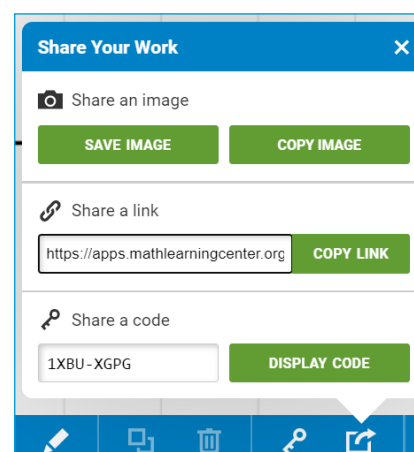 Share Your Work
Share an image
SAVE IMAGE COPY IMAGE
Share a link
https://apps.mathlearningcenter.org COPY LINK
Share a code
1XBU-XGPG DISPLAY CODE